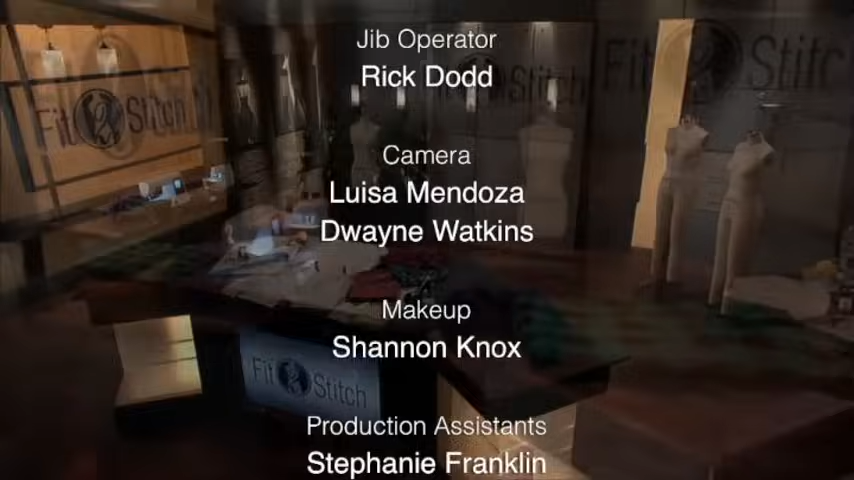 Jib Operator
Rick Dodd
Fit & Stitch
Stitch
Fit Stitc
Camera
Luisa Mendoza
Dwayne Watkins
Makeup
Shannon Knox
Fit & Stitch
Production Assistants
Stephanie Franklin